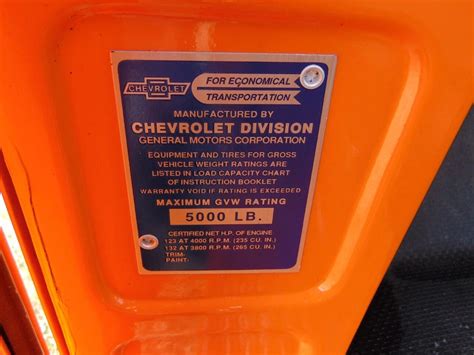 CHEVROLET
FOR ECONOMICAL
TRANSPORTATION
MANUFACTURED BY
CHEVROLET DIVISION
GENERAL MOTORS CORPORATION
EQUIPMENT AND TIRES FOR GROSS
VEHICLE WEIGHT RATINGS ARE
LISTED IN LOAD CAPACITY CHART
OF INSTRUCTION BOOKLET
WARRANTY VOID IF RATING IS EXCEEDED
MAXIMUM GVW RATING
5000 LB.
CERTIFIED NET H.P. OF ENGINE
123 AT 4000 R.P.M. (235 CU. IN.)
132 AT 3800 R.P.M. (265 CU. IN.)
TRIM-
PAINT-